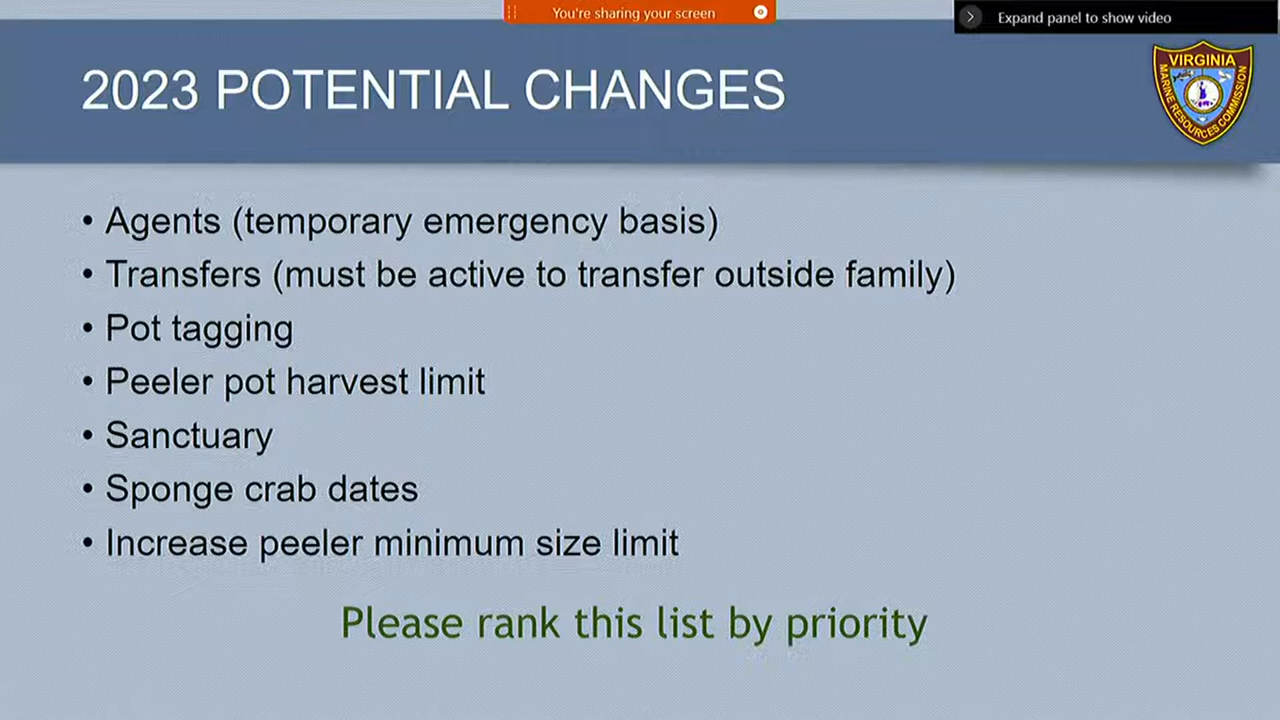 You're sharing your screen
Expand panel to show video
2023 POTENTIAL CHANGES
VIRGINIA
MARINE RESOURCES COMMISSION
• Agents (temporary emergency basis)
• Transfers (must be active to transfer outside family)
• Pot tagging
• Peeler pot harvest limit
• Sanctuary
• Sponge crab dates
• Increase peeler minimum size limit
Please rank this list by priority